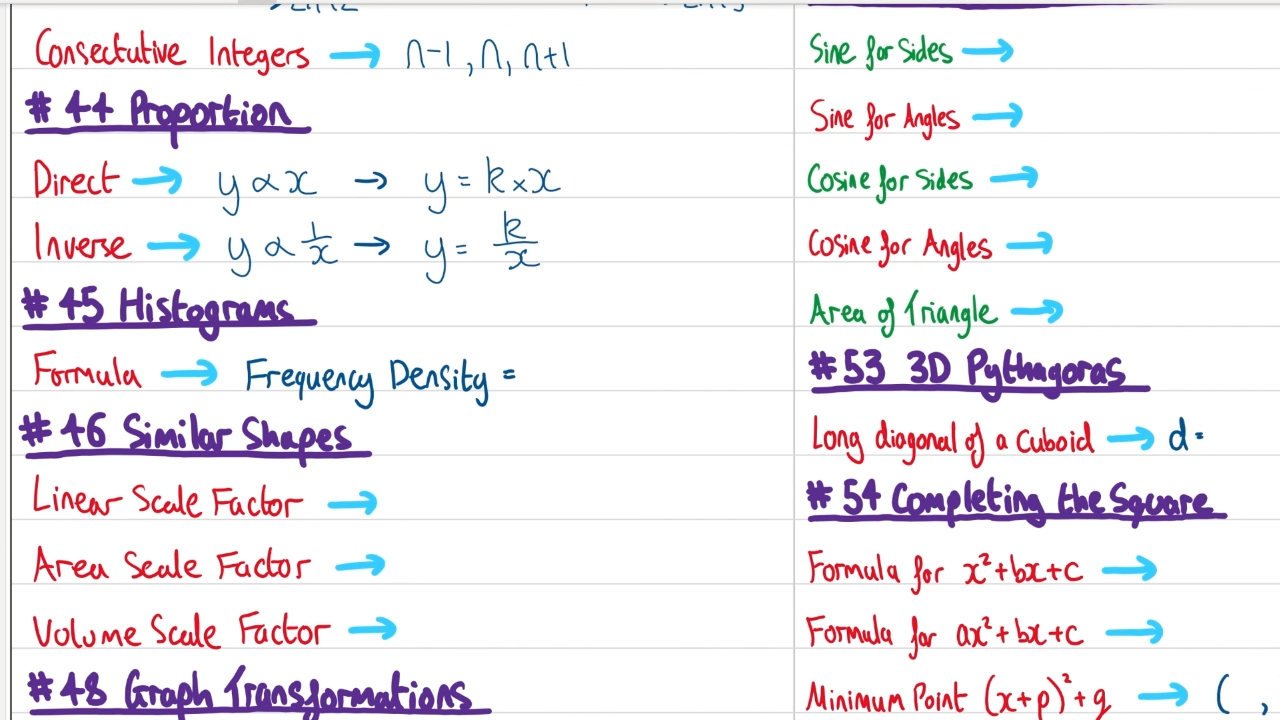 Consectutive Integers → n-1, n, n+1
# 44 Proportion
Direct → y ∝ x → y = k × x
Inverse → y ∝ 1/x → y = k/x
# 45 Histograms
Formula → Frequency Density =
# 46 Similar Shapes
Linear Scale Factor →
Area Scale Factor →
Volume Scale Factor →
# 48 Graph Transformations
Sine for Sides →
Sine for Angles →
Cosine for Sides →
Cosine for Angles →
Area of Triangle →
# 53 3D Pythagoras
Long diagonal of a Cuboid → d=
# 54 Completing the Square
Formula for x²+bx+c →
Formula for ax²+bx+c →
Minimum Point (x+p)²+q → ( ,